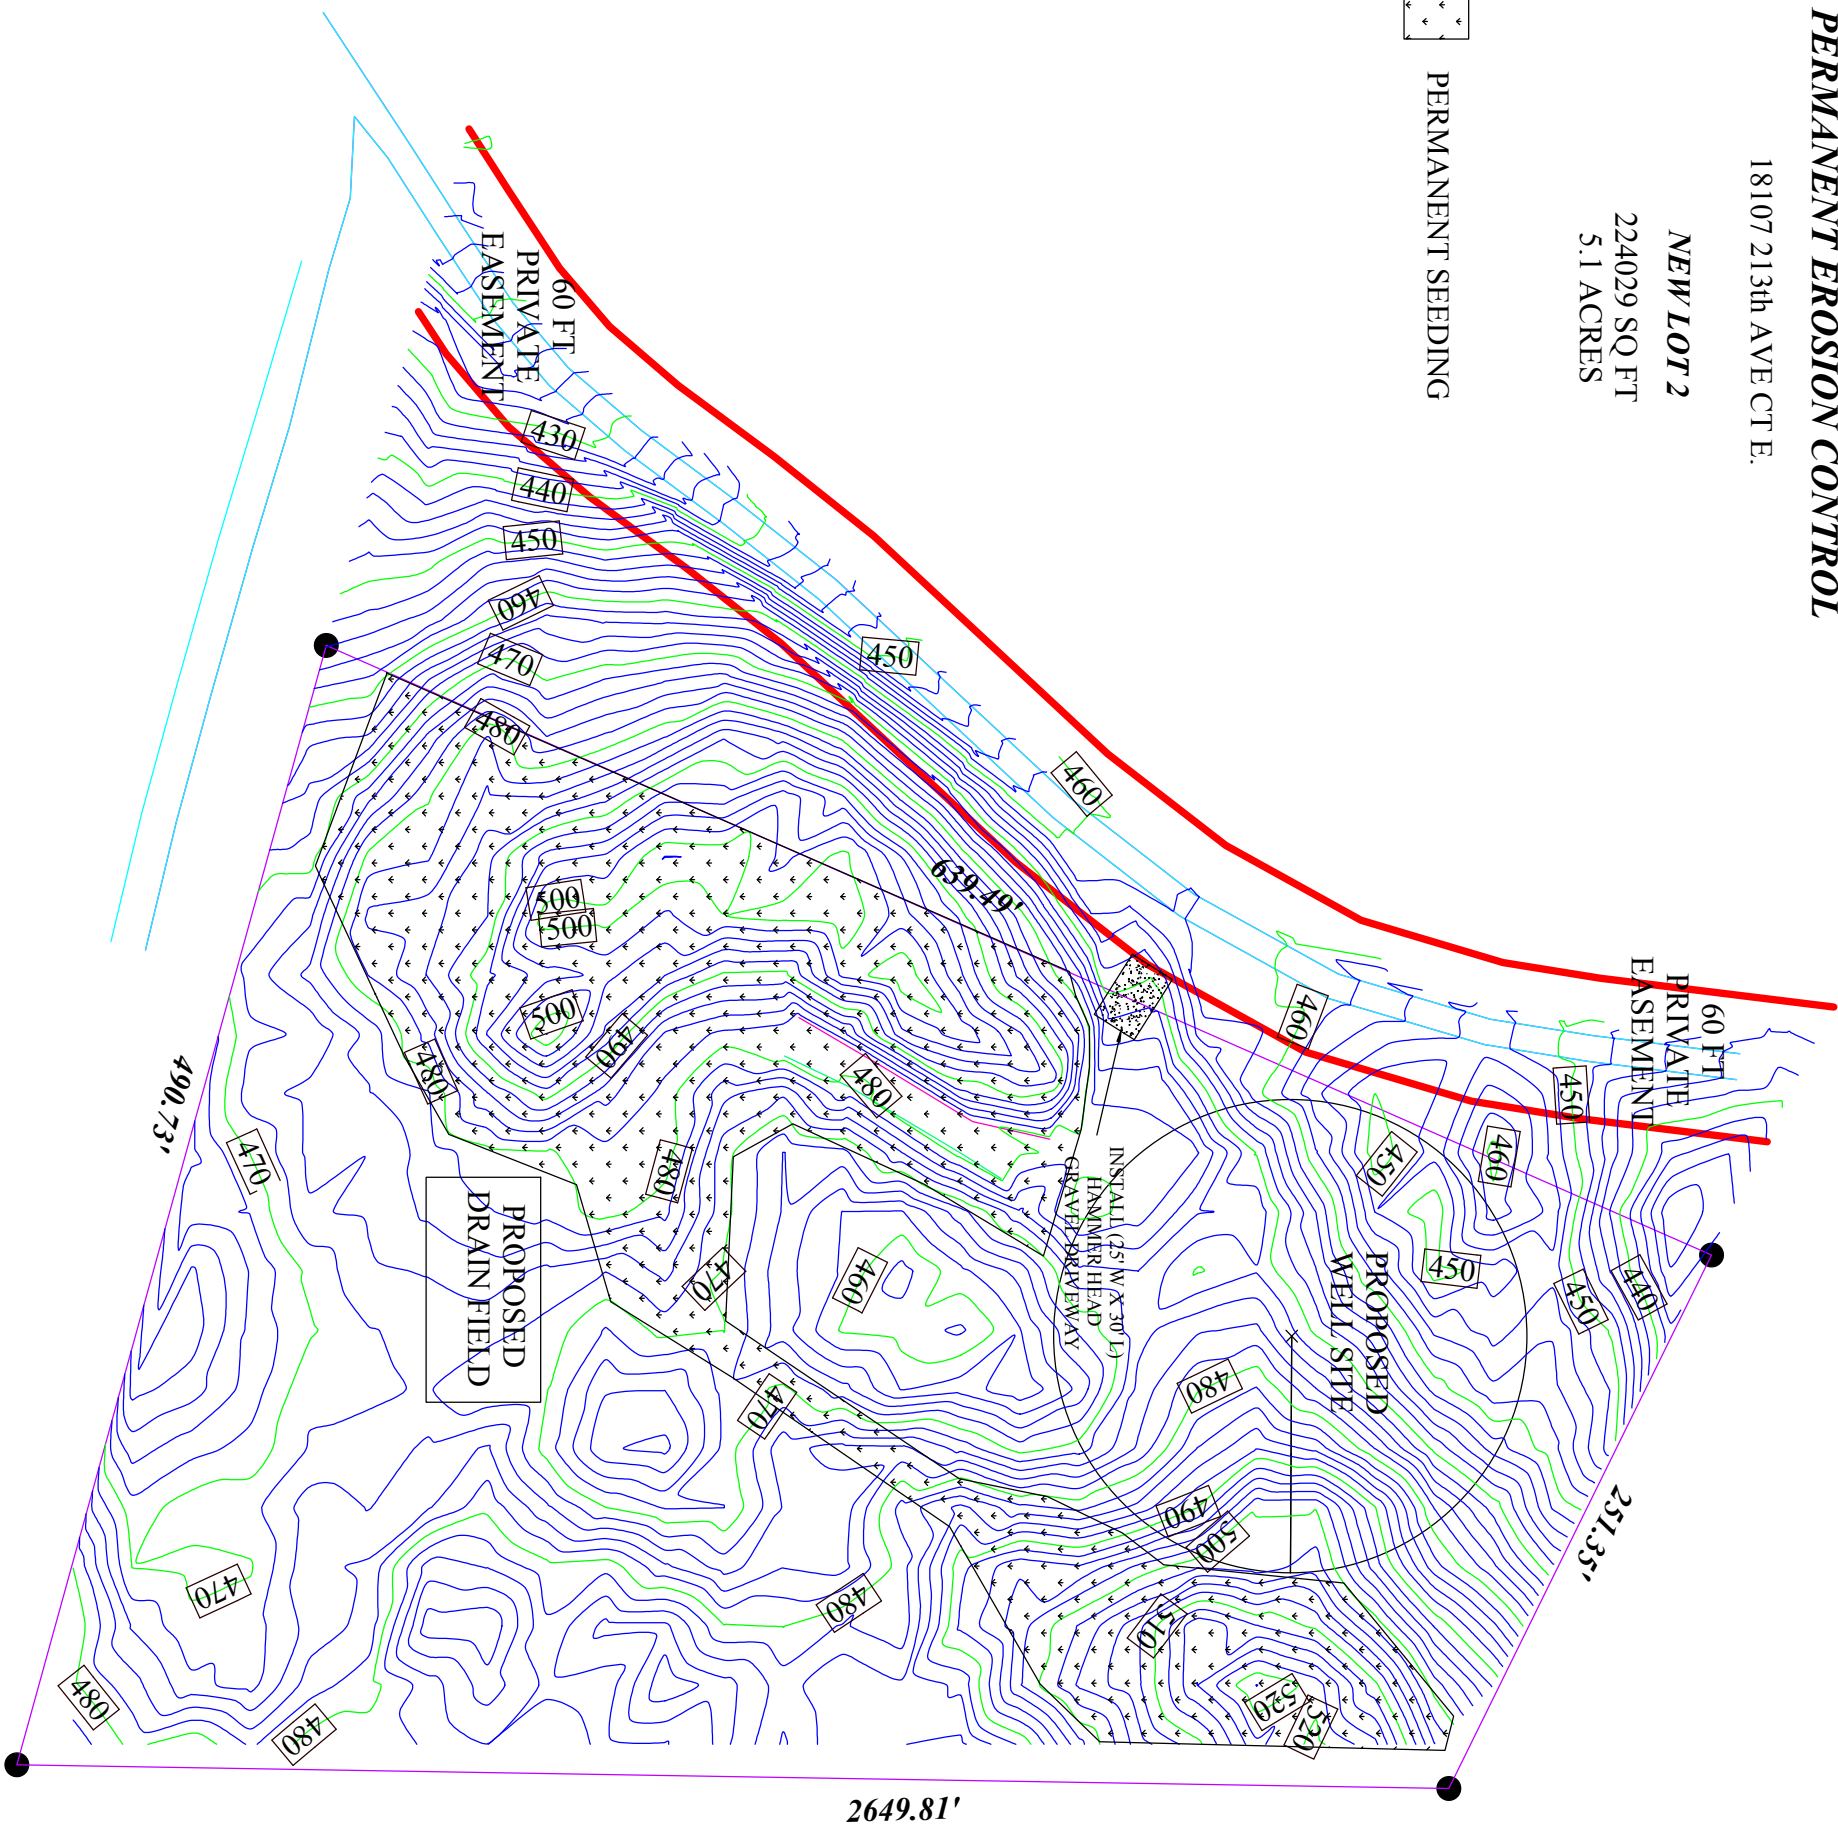 PERMANENT EROSION CONTROL
18107 213th AVE CT E.
NEW LOT 2
224029 SQ FT
5.1 ACRES
PERMANENT SEEDING
60 FT
PRIVATE
EASEMENT
430
440
450
460
470
480
450
460
639.49'
500
500
500
490
480
480
480
490.73'
470
60 FT
PRIVATE
EASEMENT
460
450
460
450
450
450
440
INSTALL (25' W X 30' L)
HAMMERHEAD
GRAVEL DRIVEWAY
PROPOSED
WELL SITE
PROPOSED
DRAIN FIELD
470
460
470
480
490
500
251.35'
510
520
520
480
470
480
480
2649.81'